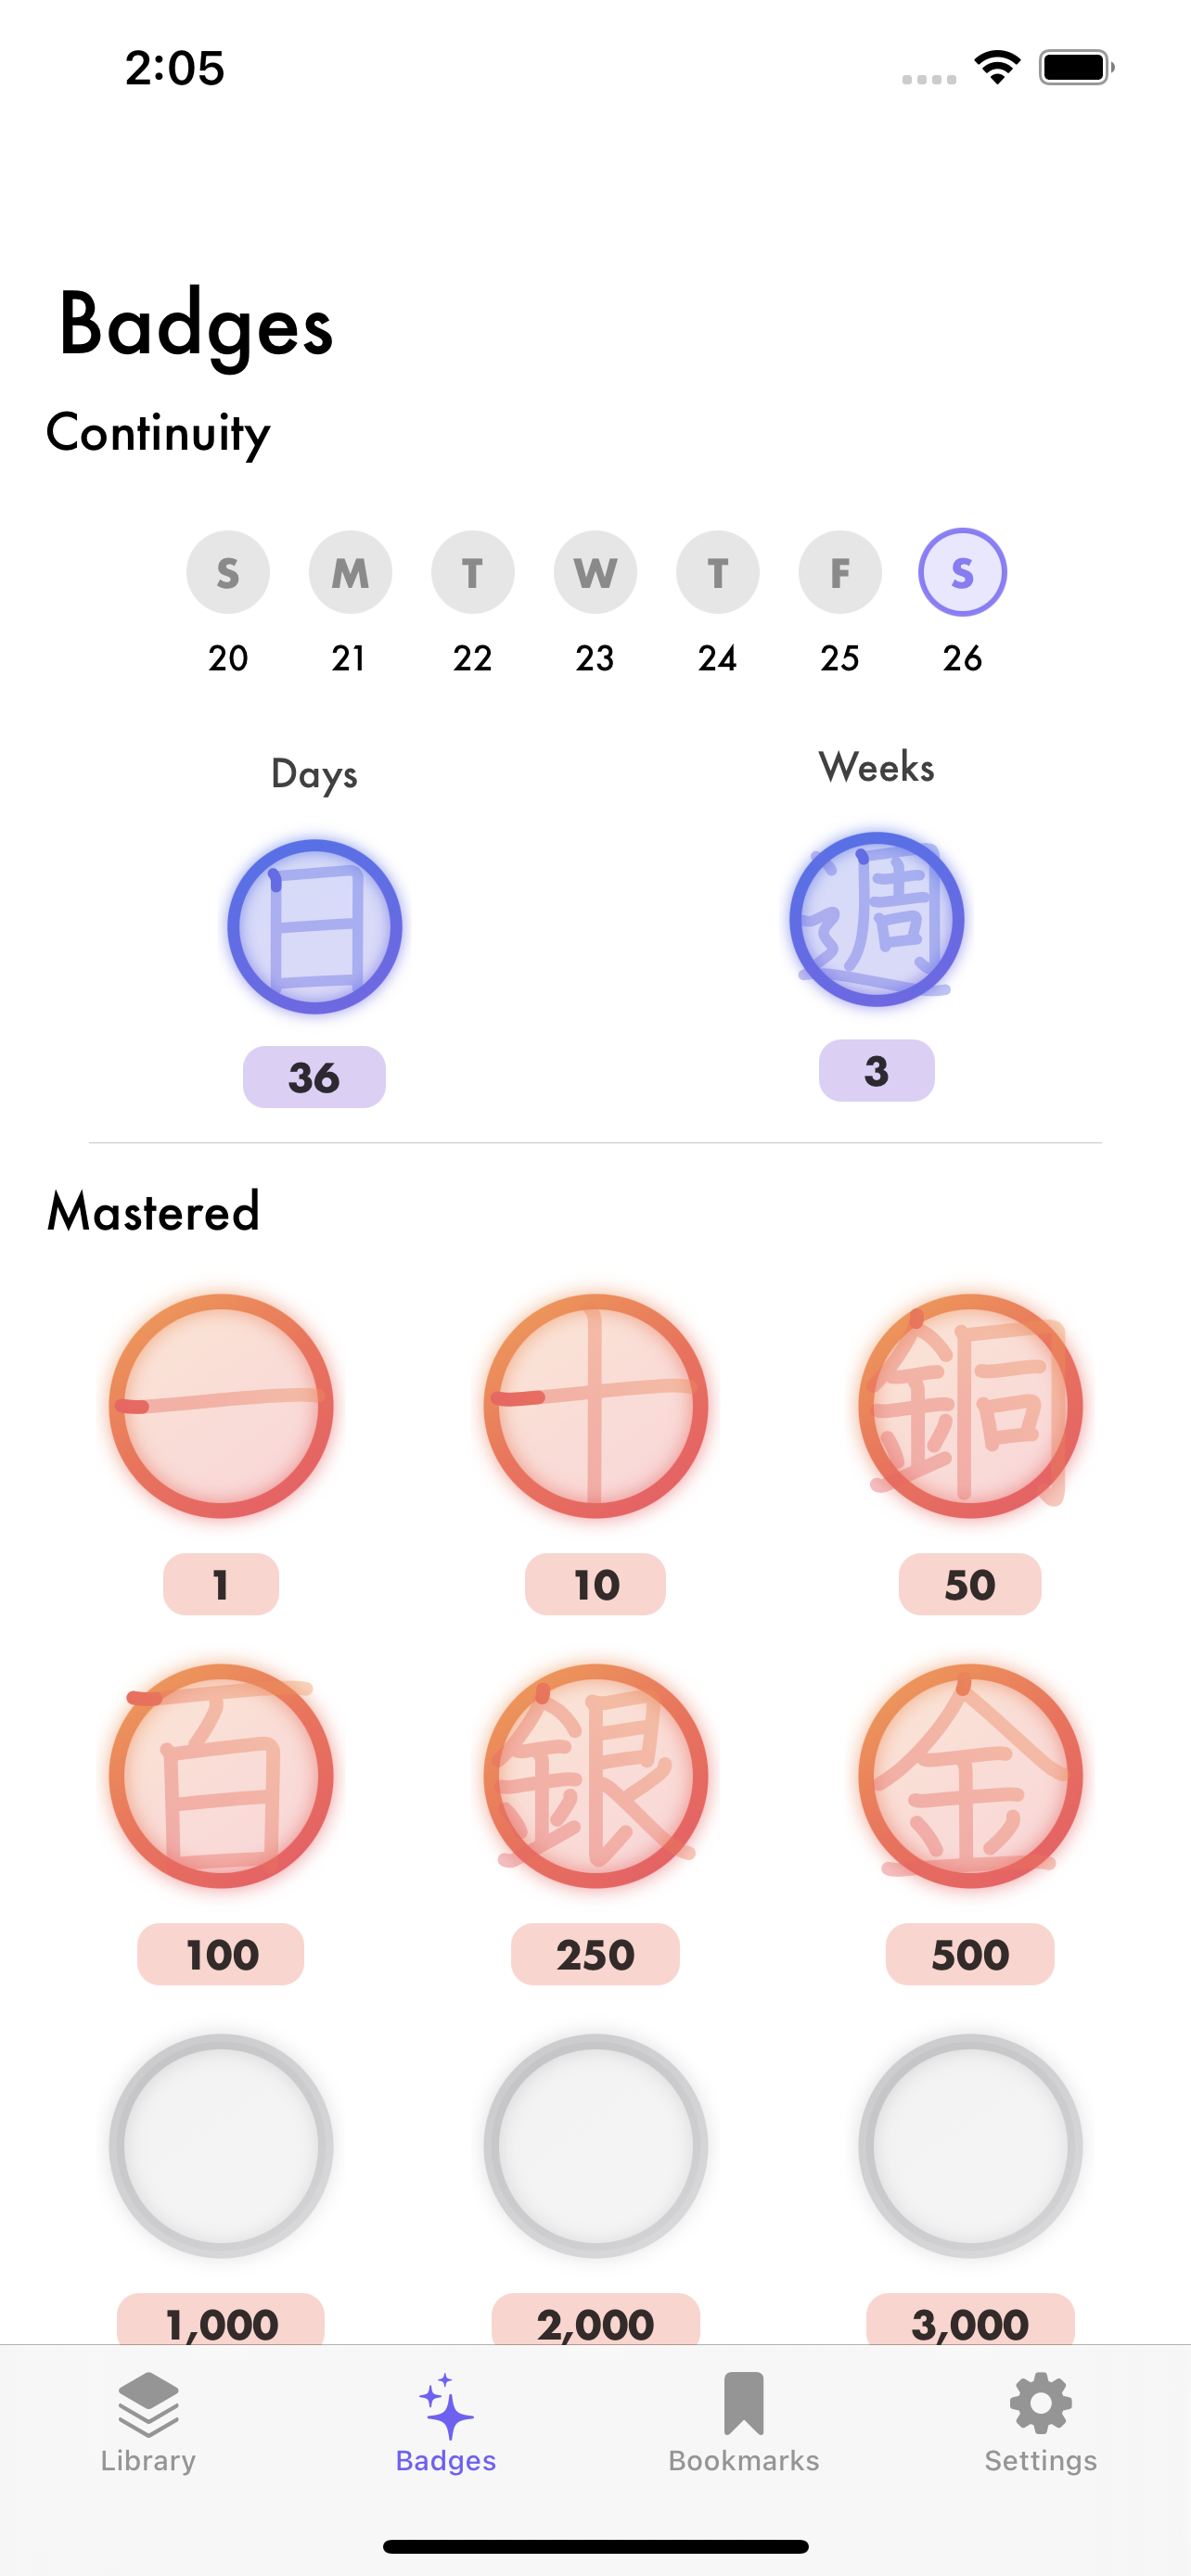 2:05
Badges
Continuity
S M T W T F S
20 21 22 23 24 25 26
Days Weeks
日 週
36 3
Mastered
一 十 銅
1 10 50
百 銀 金
100 250 500
1,000 2,000 3,000
Library Badges Bookmarks Settings